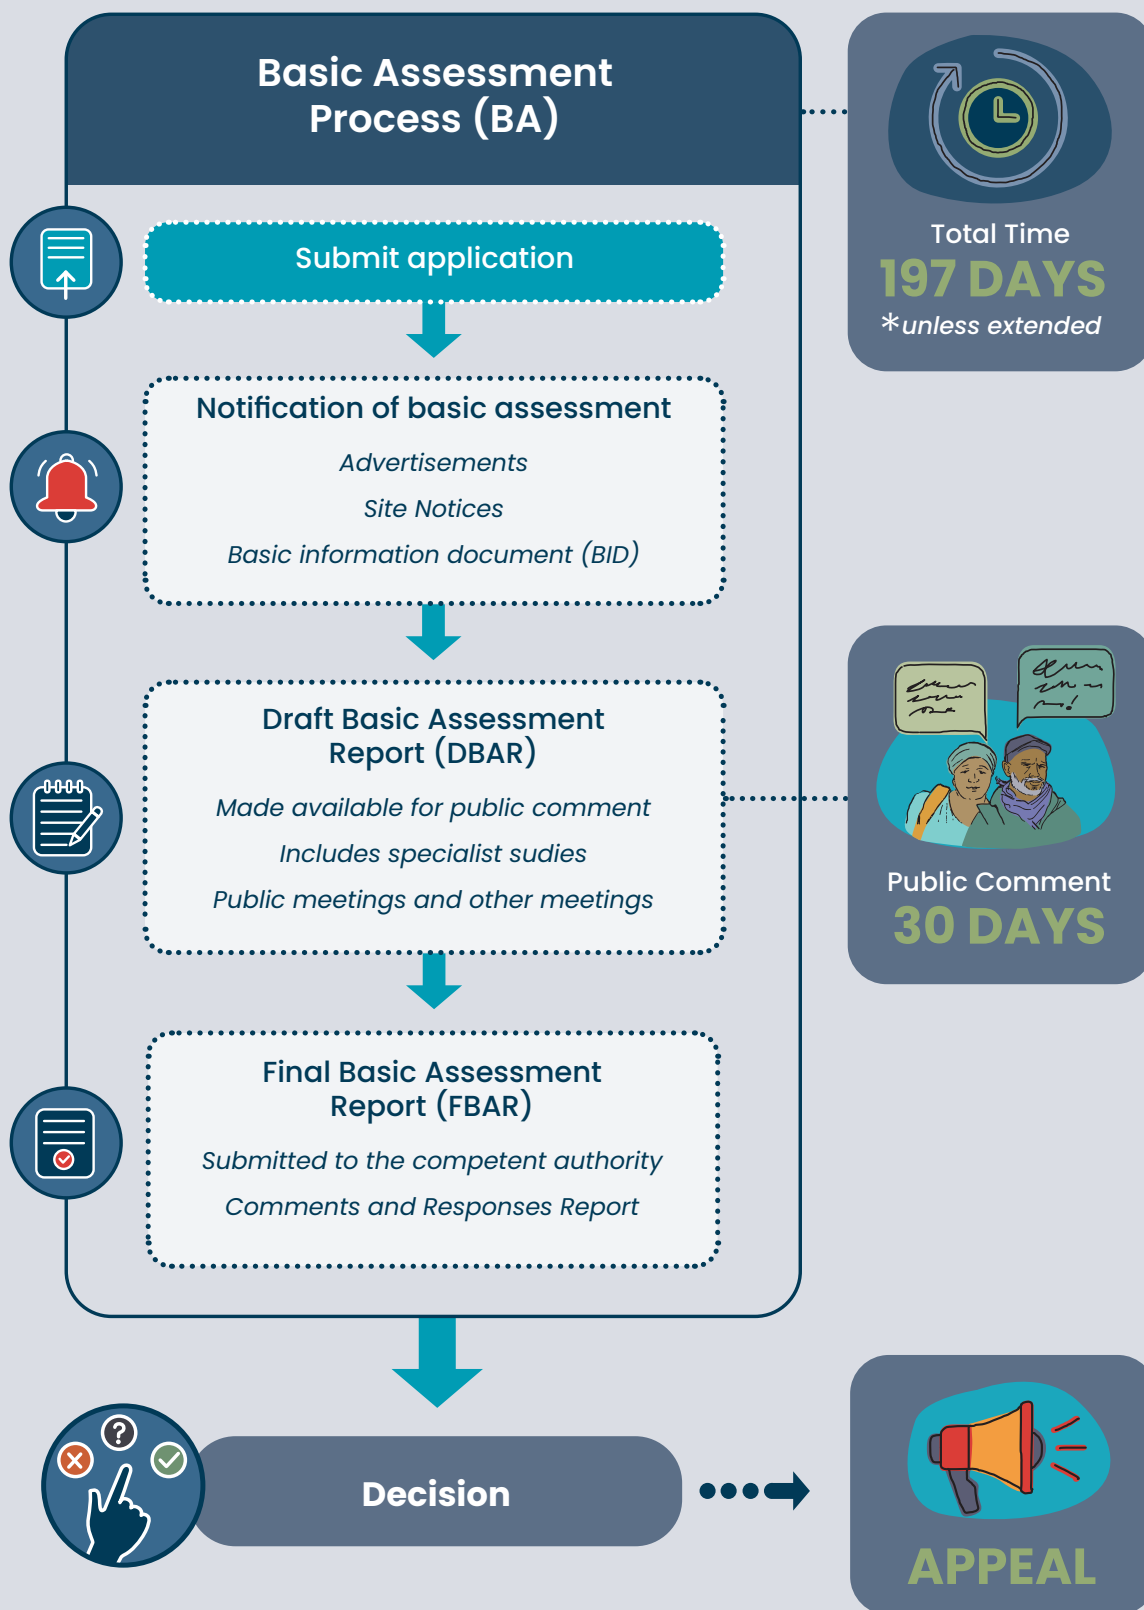 Basic Assessment
Process (BA)
Total Time
197 DAYS
*unless extended
Submit application
Notification of basic assessment
Advertisements
Site Notices
Basic information document (BID)
Draft Basic Assessment
Report (DBAR)
Made available for public comment
Includes specialist sudies
Public meetings and other meetings
Public Comment
30 DAYS
Final Basic Assessment
Report (FBAR)
Submitted to the competent authority
Comments and Responses Report
?
Decision
APPEAL